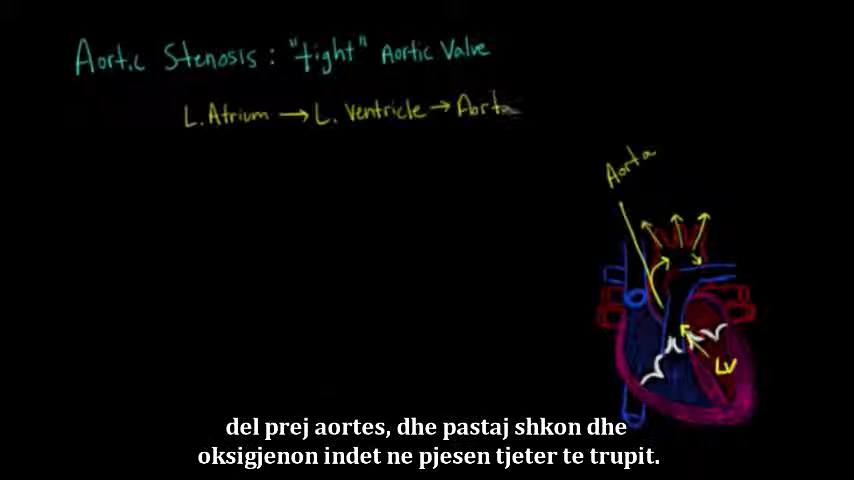 Aortic Stenosis: "tight" Aortic Valve
L. Atrium → L. Ventricle → Aorta
Aorta
LV
del prej aortes, dhe pastaj shkon dhe
oksigjenon indet ne pjesen tjeter te trupit.